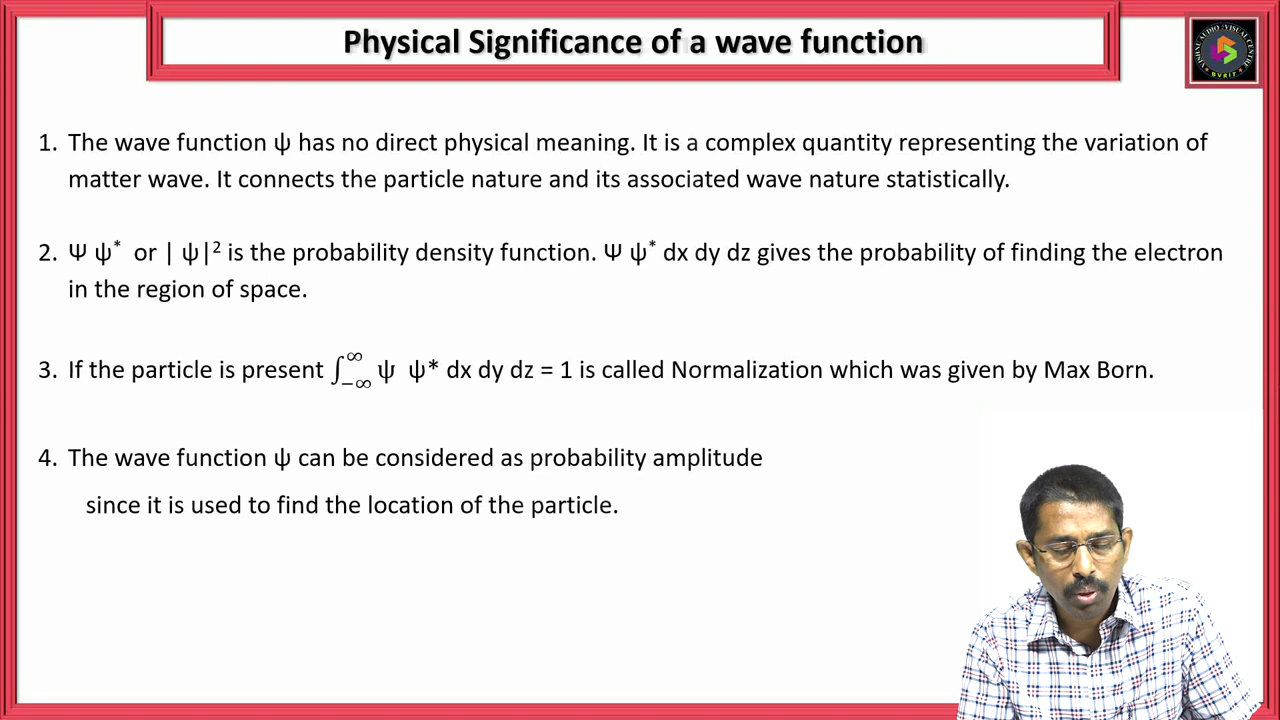 Physical Significance of a wave function
VISHNU AUDIO VISUAL CENTRE
BVRIT
1. The wave function ψ has no direct physical meaning. It is a complex quantity representing the variation of
matter wave. It connects the particle nature and its associated wave nature statistically.
2. Ψ ψ* or | ψ|² is the probability density function. Ψ ψ* dx dy dz gives the probability of finding the electron
in the region of space.
3. If the particle is present ∫₋∞^∞ ψ ψ* dx dy dz = 1 is called Normalization which was given by Max Born.
4. The wave function ψ can be considered as probability amplitude
since it is used to find the location of the particle.